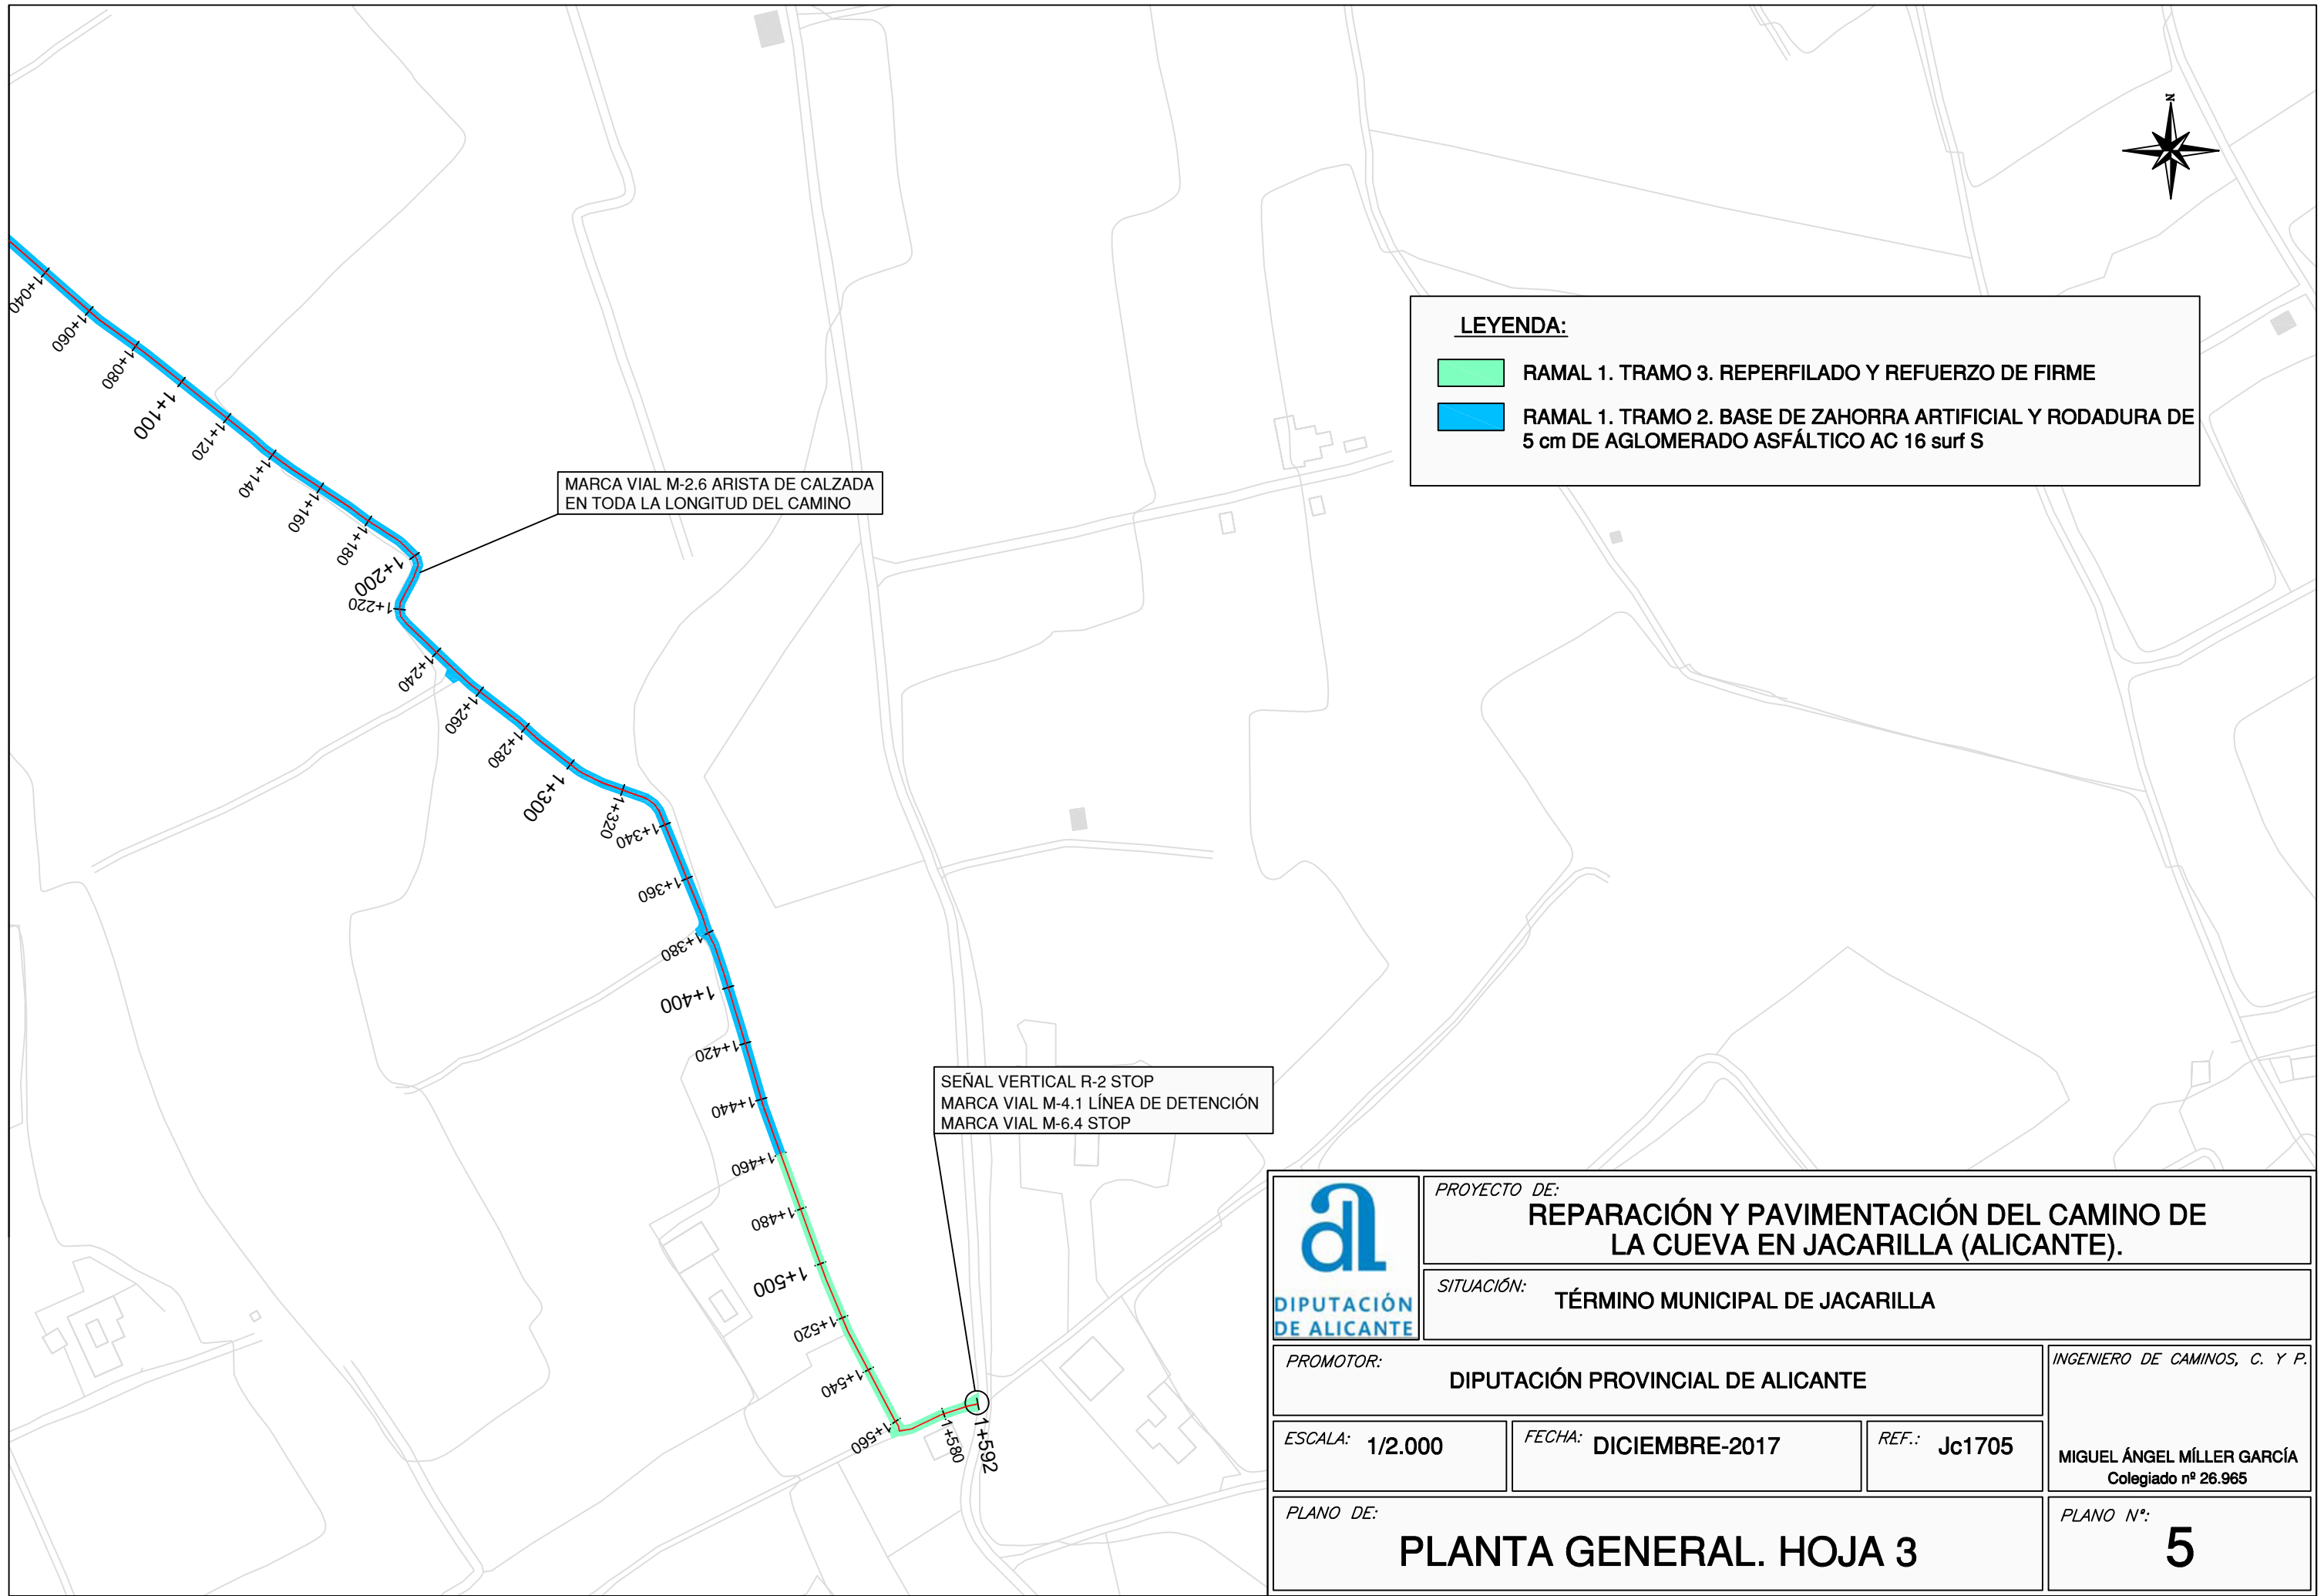 N
1+040
1+060
1+080
1+100
1+120
1+140
1+160
1+180
1+200
1+220
1+240
1+260
1+280
1+300
1+320
1+340
1+360
1+380
1+400
1+420
1+440
1+460
1+480
1+500
1+520
1+540
1+560
1+580
1+592
MARCA VIAL M-2.6 ARISTA DE CALZADA
EN TODA LA LONGITUD DEL CAMINO
LEYENDA:
RAMAL 1. TRAMO 3. REPERFILADO Y REFUERZO DE FIRME
RAMAL 1. TRAMO 2. BASE DE ZAHORRA ARTIFICIAL Y RODADURA DE
5 cm DE AGLOMERADO ASFÁLTICO AC 16 surf S
SEÑAL VERTICAL R-2 STOP
MARCA VIAL M-4.1 LÍNEA DE DETENCIÓN
MARCA VIAL M-6.4 STOP
DIPUTACIÓN
DE ALICANTE
PROYECTO DE:
REPARACIÓN Y PAVIMENTACIÓN DEL CAMINO DE
LA CUEVA EN JACARILLA (ALICANTE).
SITUACIÓN: TÉRMINO MUNICIPAL DE JACARILLA
PROMOTOR:
DIPUTACIÓN PROVINCIAL DE ALICANTE
INGENIERO DE CAMINOS, C. Y P.
MIGUEL ÁNGEL MÍLLER GARCÍA
Colegiado nº 26.965
ESCALA: 1/2.000
FECHA: DICIEMBRE-2017
REF.: Jc1705
PLANO DE:
PLANTA GENERAL. HOJA 3
PLANO Nº:
5